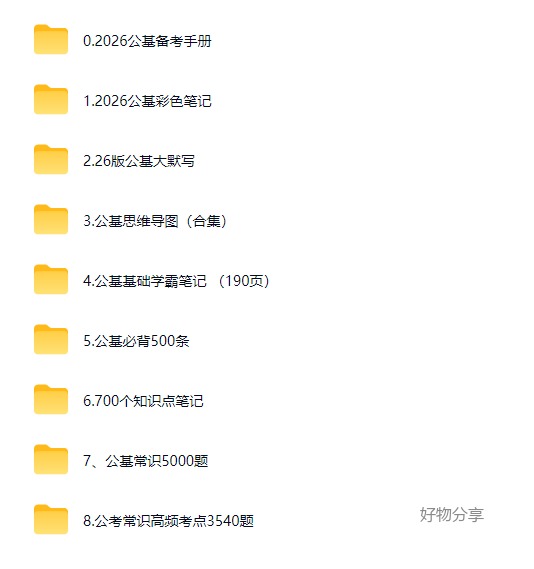 0.2026公基备考手册
1.2026公基彩色笔记
2.26版公基大默写
3.公基思维导图（合集）
4.公基基础学霸笔记 （190页）
5.公基必背500条
6.700个知识点笔记
7、公基常识5000题
8.公考常识高频考点3540题
好物分享